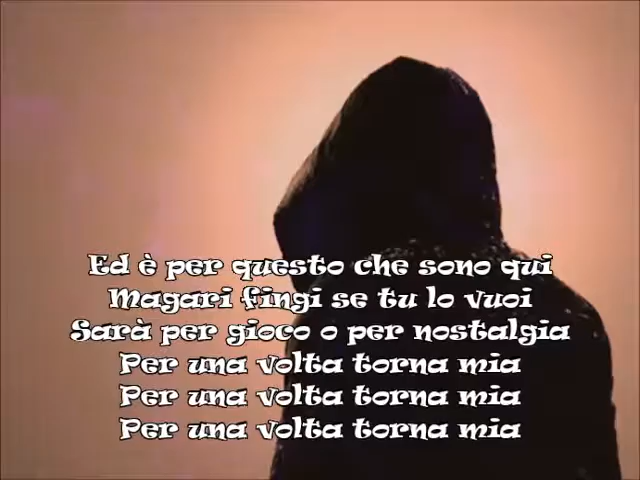 Ed è per questo che sono qui
Magari fingi se tu lo vuoi
Sarà per gioco o per nostalgia
Per una volta torna mia
Per una volta torna mia
Per una volta torna mia